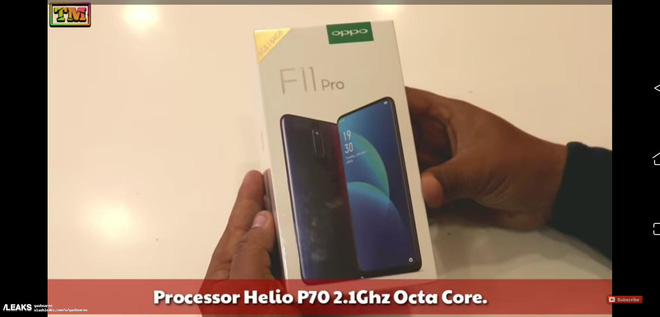 TM
oppo
F11 Pro
19
30
Processor Helio P70 2.1Ghz Octa Core.
Subscribe
/LEAKS